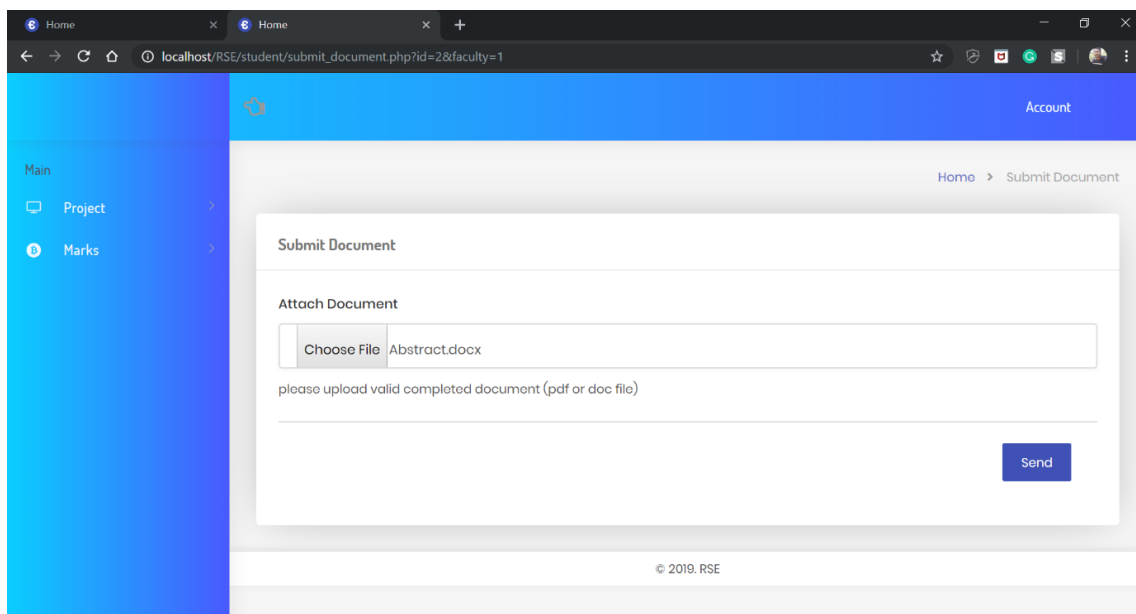 Home
Home
localhost/RSE/student/submit_document.php?id=2&faculty=1
Account
Main
Home > Submit Document
Project
Marks
Submit Document
Attach Document
Choose File Abstract.docx
please upload valid completed document (pdf or doc file)
Send
© 2019. RSE